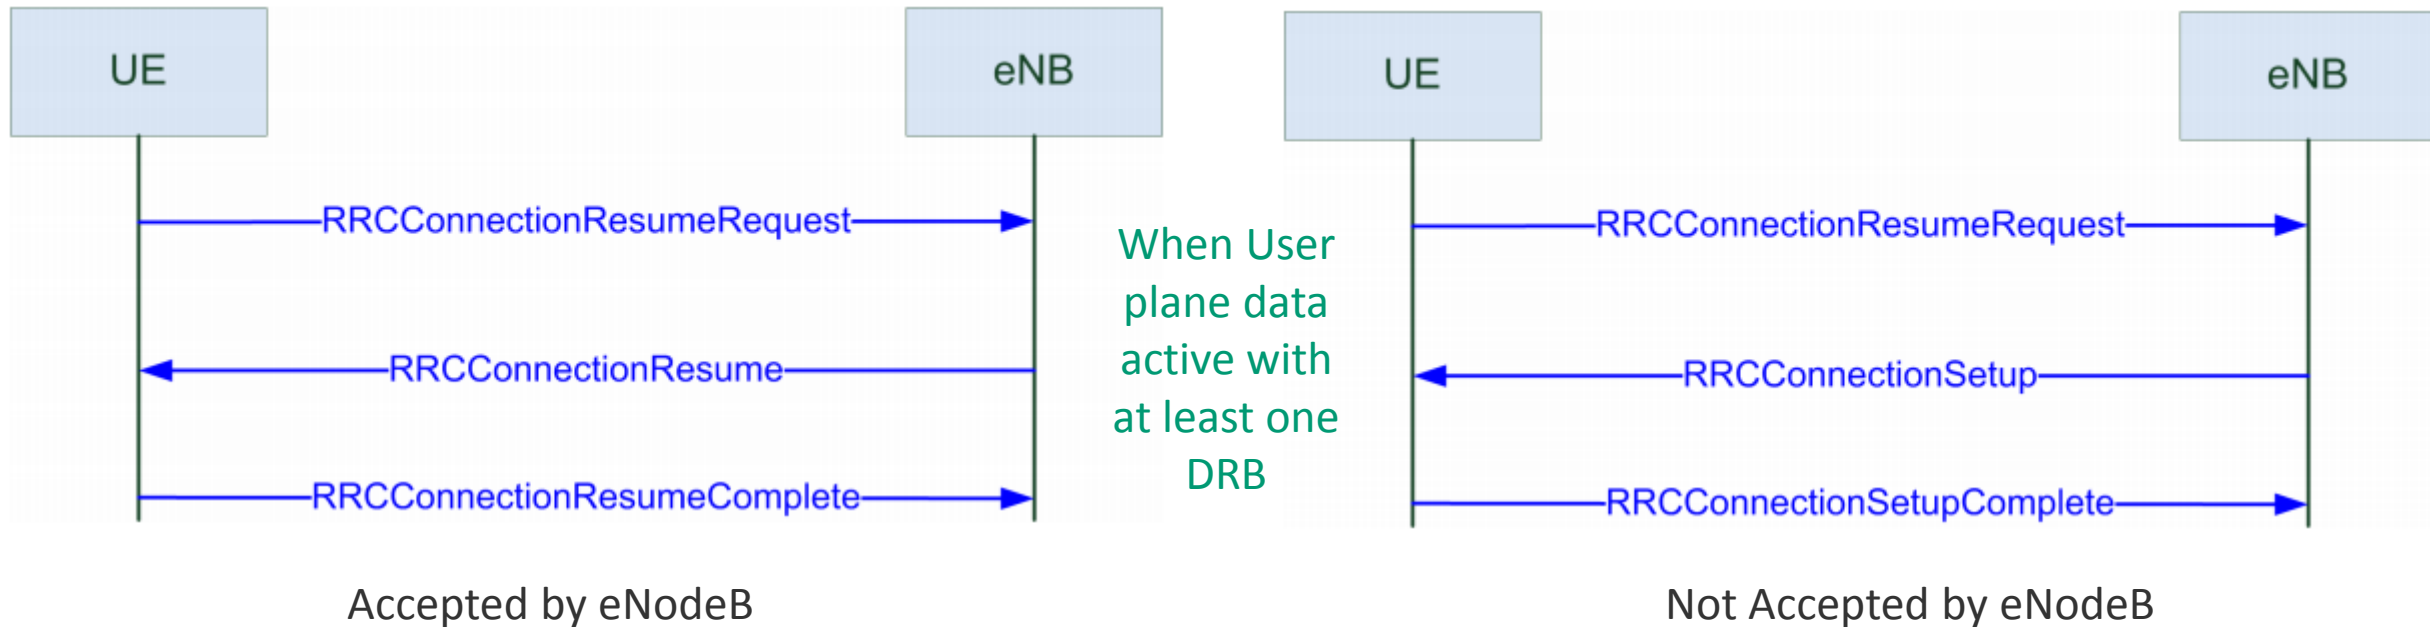 UE
eNB
RRCConnectionResumeRequest
RRCConnectionResume
RRCConnectionResumeComplete
Accepted by eNodeB
When User
plane data
active with
at least one
DRB
UE
eNB
RRCConnectionResumeRequest
RRCConnectionSetup
RRCConnectionSetupComplete
Not Accepted by eNodeB